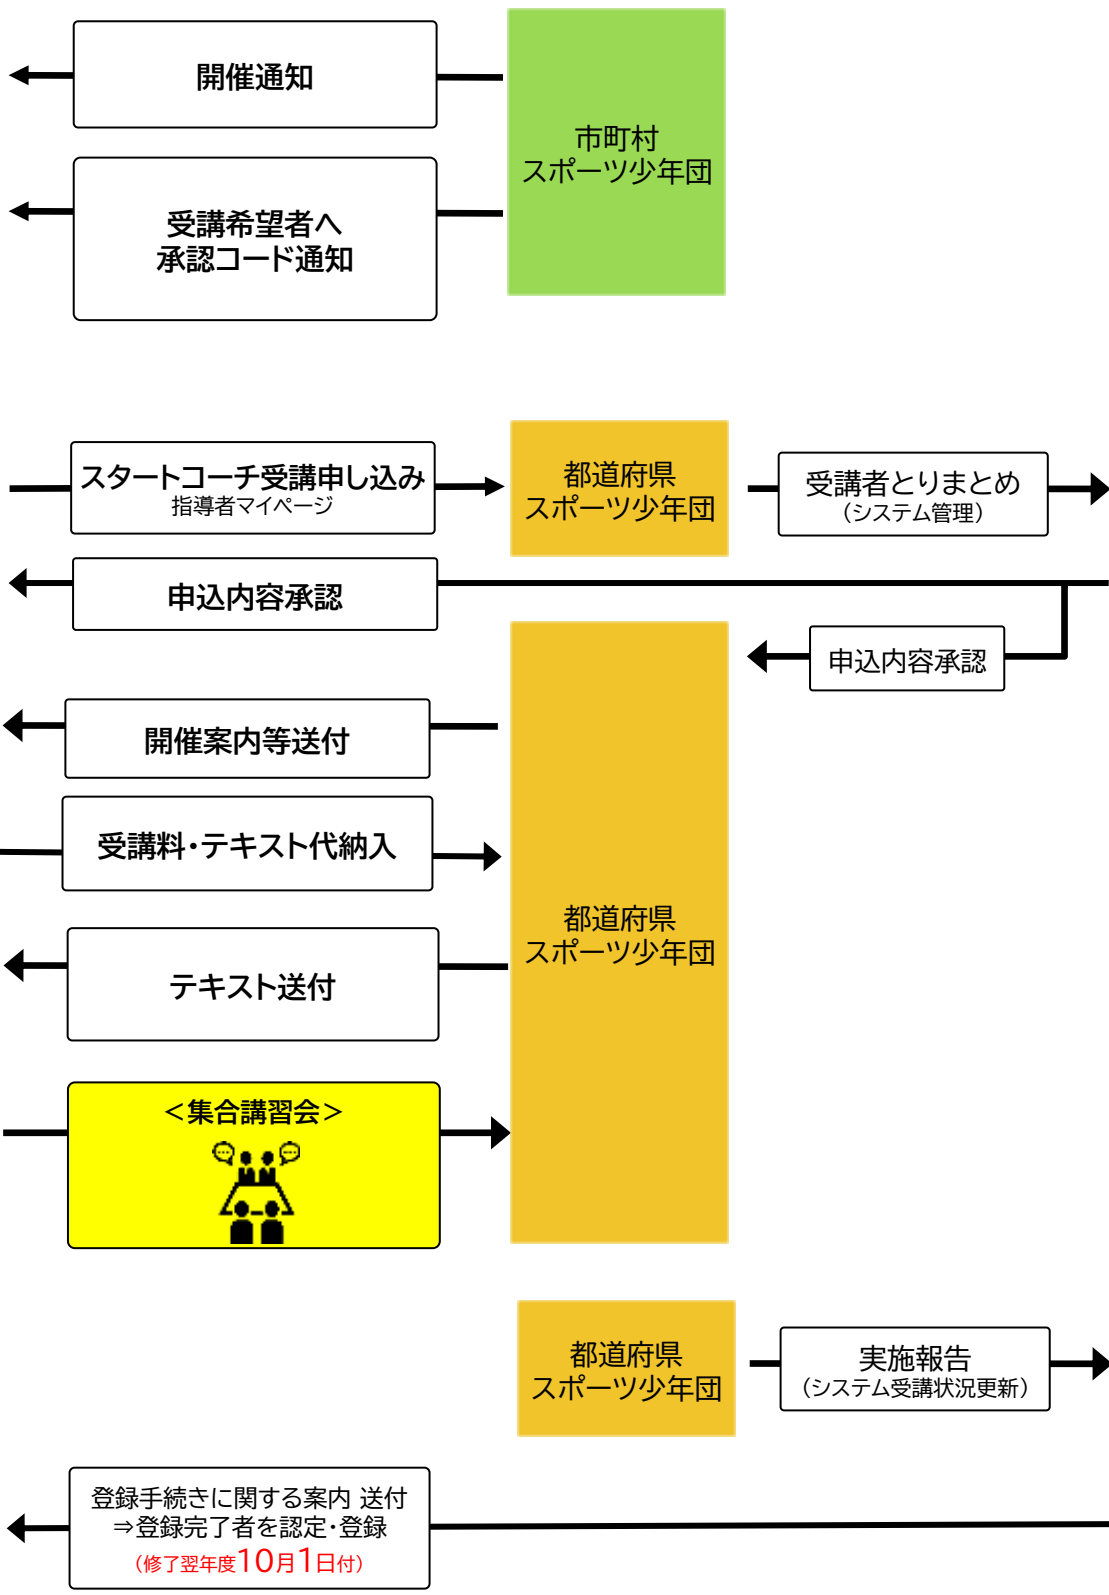 開催通知
市町村
スポーツ少年団
受講希望者へ
承認コード通知
スタートコーチ受講申し込み
指導者マイページ
都道府県
スポーツ少年団
受講者とりまとめ
（システム管理）
申込内容承認
申込内容承認
開催案内等送付
受講料・テキスト代納入
都道府県
スポーツ少年団
テキスト送付
＜集合講習会＞
都道府県
スポーツ少年団
実施報告
（システム受講状況更新）
登録手続きに関する案内 送付
⇒登録完了者を認定・登録
（修了翌年度10月1日付）